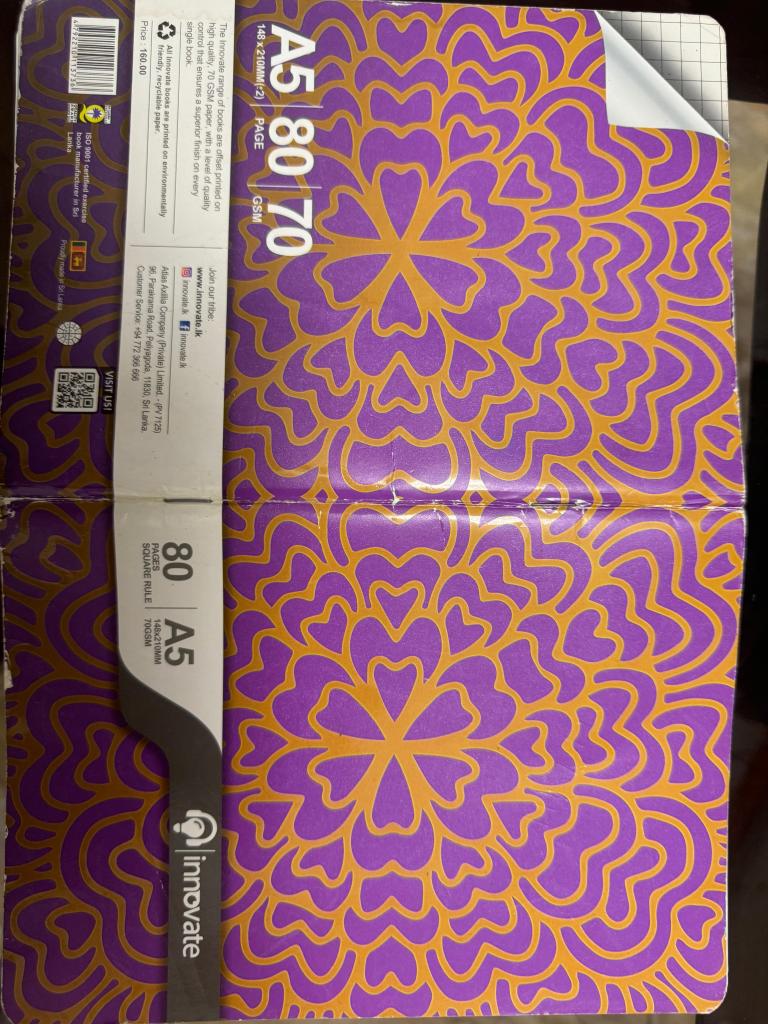 A5 | 80 | 70
148 x 210MM(±2) PAGE GSM
The Innovate range of books are offset printed on
high quality, 70 GSM paper, with a level of quality
control that ensures a superior finish on every
single book.
All Innovate books are printed on environmentally
friendly, recyclable paper.
Price : 160.00
Join our tribe:
www.innovate.lk
innovate.lk innovate.lk
Atlas Axillia Company (Private) Limited. - (PV 7125)
96, Parakrama Road, Peliyagoda, 11830, Sri Lanka.
Customer Service: +94 772 366 666
ISO 9001 certified exercise
book manufacturer in Sri
Lanka
Proudly made in Sri Lanka
VISIT US!
80 A5
PAGES 148x210MM
SQUARE RULE 70GSM
innovate